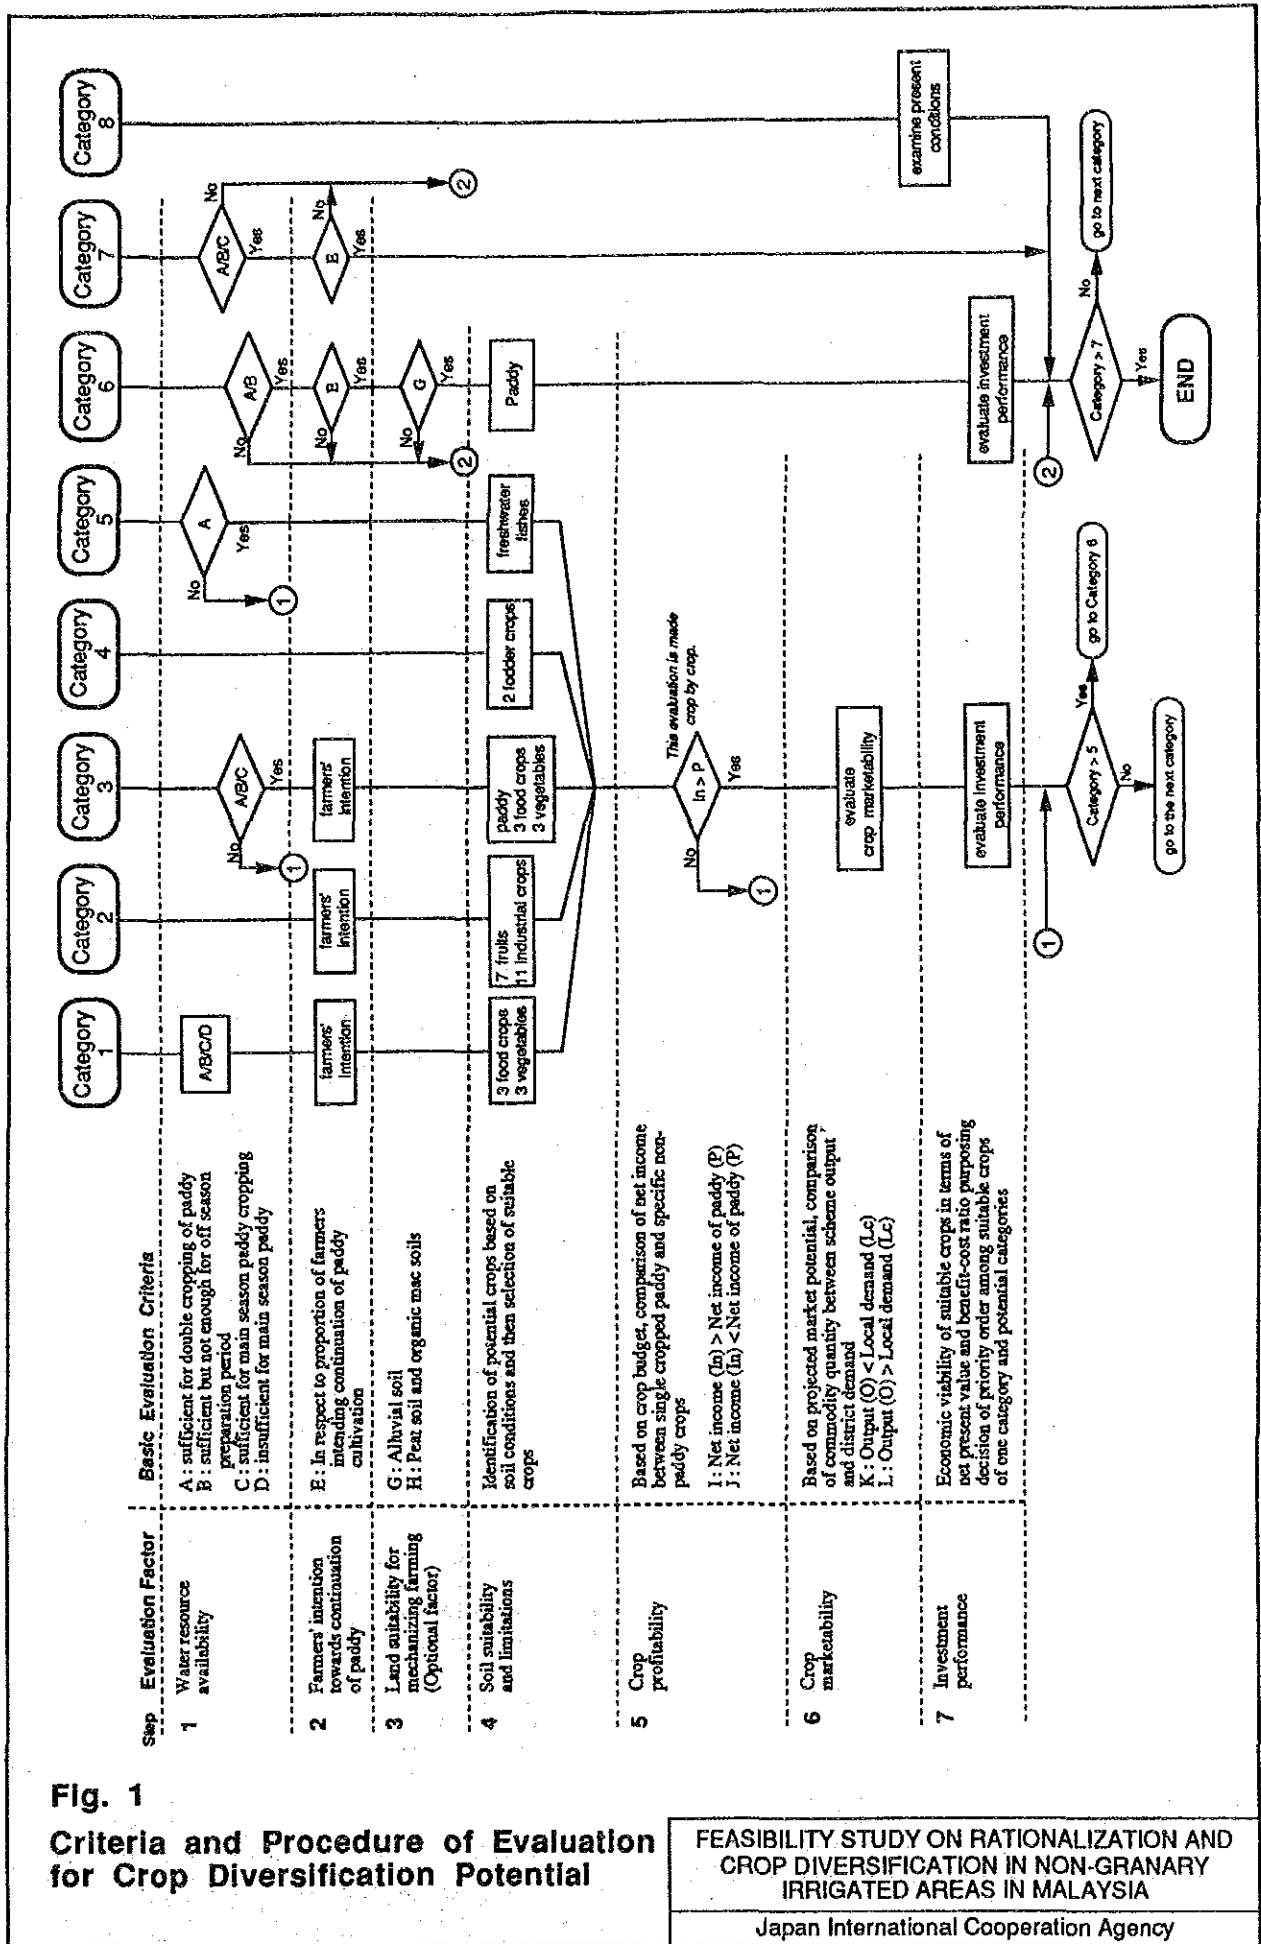 Step Evaluation Factor Basic Evaluation Criteria
Category
1
Category
2
Category
3
Category
4
Category
5
Category
6
Category
7
Category
8
1 Water resource
availability
A : sufficient for double cropping of paddy
B : sufficient but not enough for off season
preparation period
C : sufficient for main season paddy cropping
D : insufficient for main season paddy
A/B/C/D
A/B/C
No
Yes
1
A
No
Yes
1
A/B
No
Yes
A/B/C
No
Yes
2 Farmers' intention
towards continuation
of paddy
E : In respect to proportion of farmers
intending continuation of paddy
cultivation
farmers'
intention
farmers'
intention
farmers'
intention
E
No
Yes
E
No
Yes
3 Land suitability for
mechanizing farming
(Optional factor)
G : Alluvial soil
H : Peat soil and organic mac soils
G
No
Yes
2
2
4 Soil suitability
and limitations
Identification of potential crops based on
soil conditions and then selection of suitable
crops
3 food crops
3 vegetables
7 fruits
11 industrial crops
paddy
3 food crops
3 vegetables
2 fodder crops
freshwater
fishes
Paddy
5 Crop
profitability
Based on crop budget, comparison of net income
between single cropped paddy and specific non-
paddy crops
I : Net income (In) > Net income of paddy (P)
J : Net income (In) < Net income of paddy (P)
This evaluation is made
crop by crop.
In > P
No
Yes
1
6 Crop
marketability
Based on projected market potential, comparison
of commodity quantity between scheme output
and district demand
K : Output (O) < Local demand (Lc)
L : Output (O) > Local demand (Lc)
evaluate
crop marketability
examine present
conditions
7 Investment
performance
Economic viability of suitable crops in terms of
net present value and benefit-cost ratio purposing
decision of priority order among suitable crops
of one category and potential categories
evaluate investment
performance
evaluate investment
performance
1
Category > 5
Yes
go to Category 6
No
go to the next category
2
Category > 7
No
go to next category
Yes
END
Fig. 1
Criteria and Procedure of Evaluation
for Crop Diversification Potential
FEASIBILITY STUDY ON RATIONALIZATION AND
CROP DIVERSIFICATION IN NON-GRANARY
IRRIGATED AREAS IN MALAYSIA
Japan International Cooperation Agency